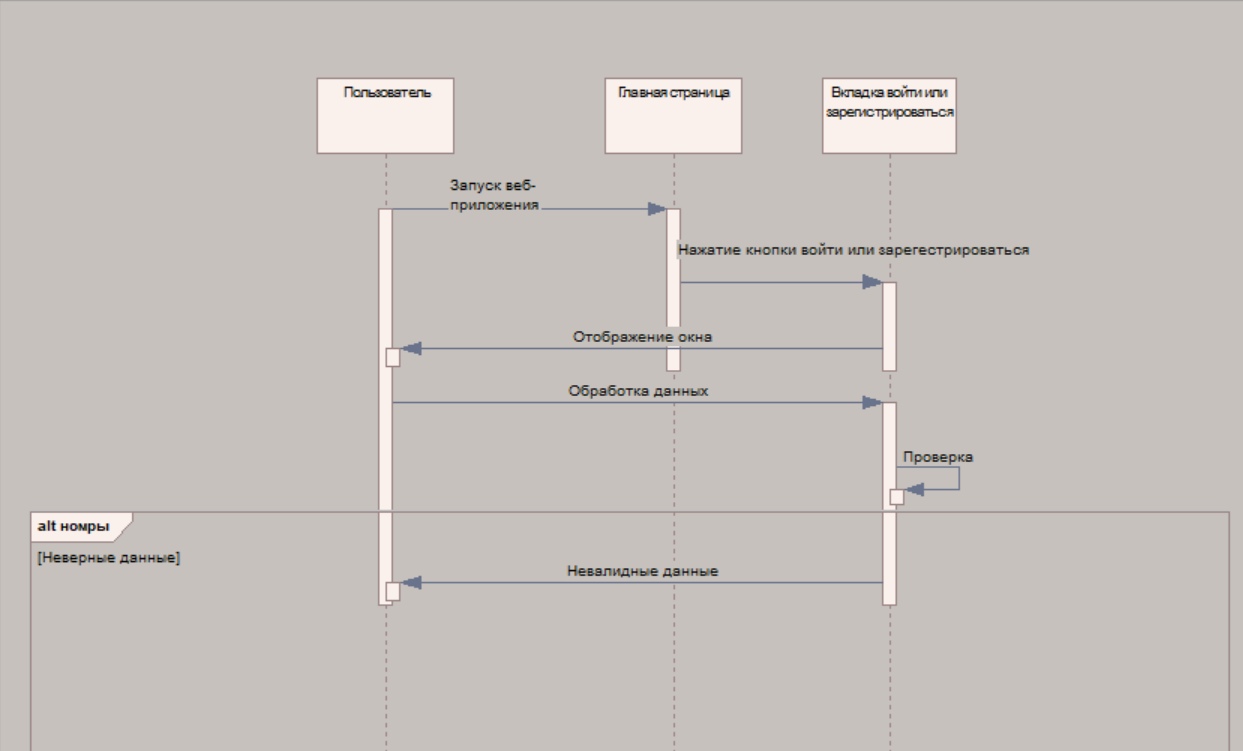 Пользователь
Главная страница
Вкладка войти или
зарегистрироваться
Запуск веб-
приложения
Нажатие кнопки войти или зарегестрироваться
Отображение окна
Обработка данных
Проверка
alt номры
[Неверные данные]
Невалидные данные